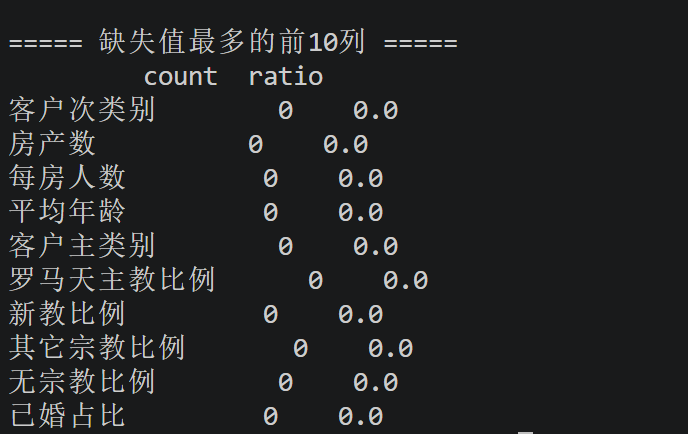 ===== 缺失值最多的前10列 =====
count ratio
客户次类别 0 0.0
房产数 0 0.0
每房人数 0 0.0
平均年龄 0 0.0
客户主类别 0 0.0
罗马天主教比例 0 0.0
新教比例 0 0.0
其它宗教比例 0 0.0
无宗教比例 0 0.0
已婚占比 0 0.0